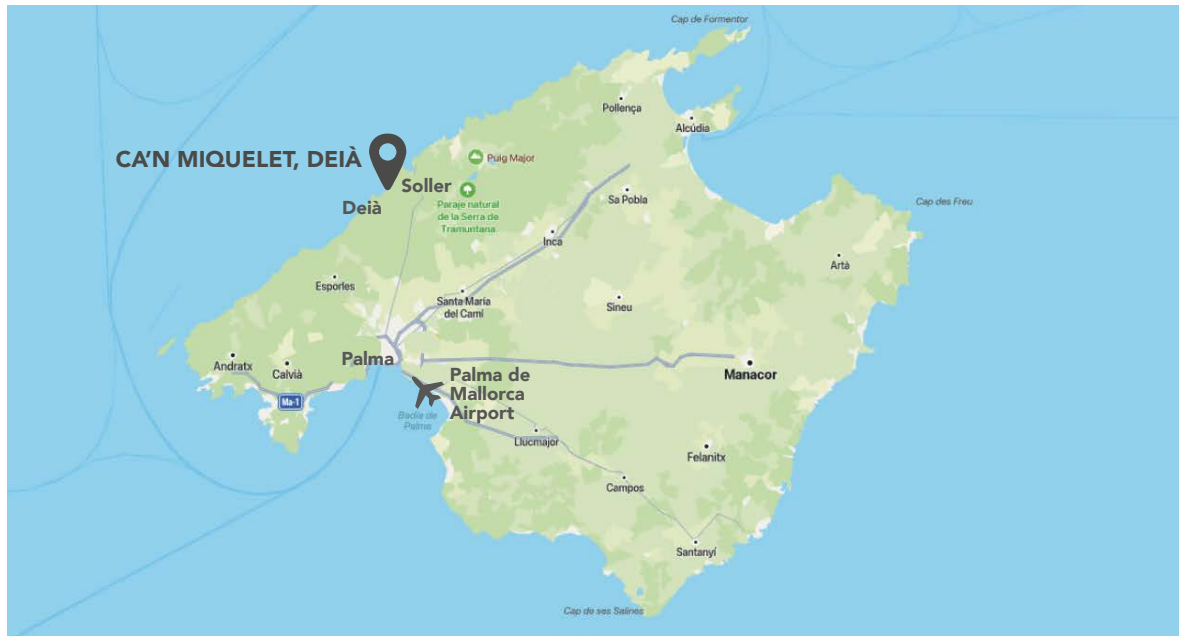 Cap de Formentor
Pollença
Alcúdia
CA'N MIQUELET, DEIÀ
Puig Major
Soller
Deià
Paraje natural
de la Serra de
Tramuntana
Sa Pobla
Cap des Freu
Inca
Artà
Esporles
Santa Maria
del Camí
Sineu
Palma
Andratx
Calvià
Manacor
Palma de
Mallorca
Airport
Ma-1
Badia de
Palma
Llucmajor
Felanitx
Campos
Santanyí
Cap de ses Salines